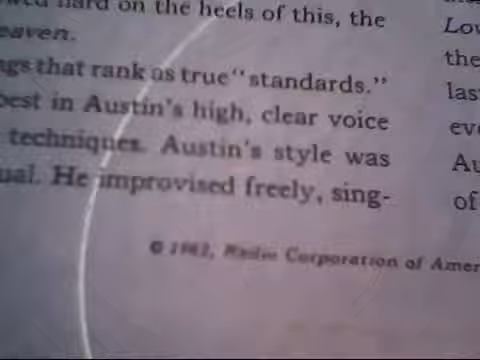 hard on the heels of this, the
eaven.
ngs that rank as true "standards."
best in Austin's high, clear voice
techniques. Austin's style was
ual. He improvised freely, sing-
Lov
the
las
eve
Au
of
© 1962, Radio Corporation of Amer